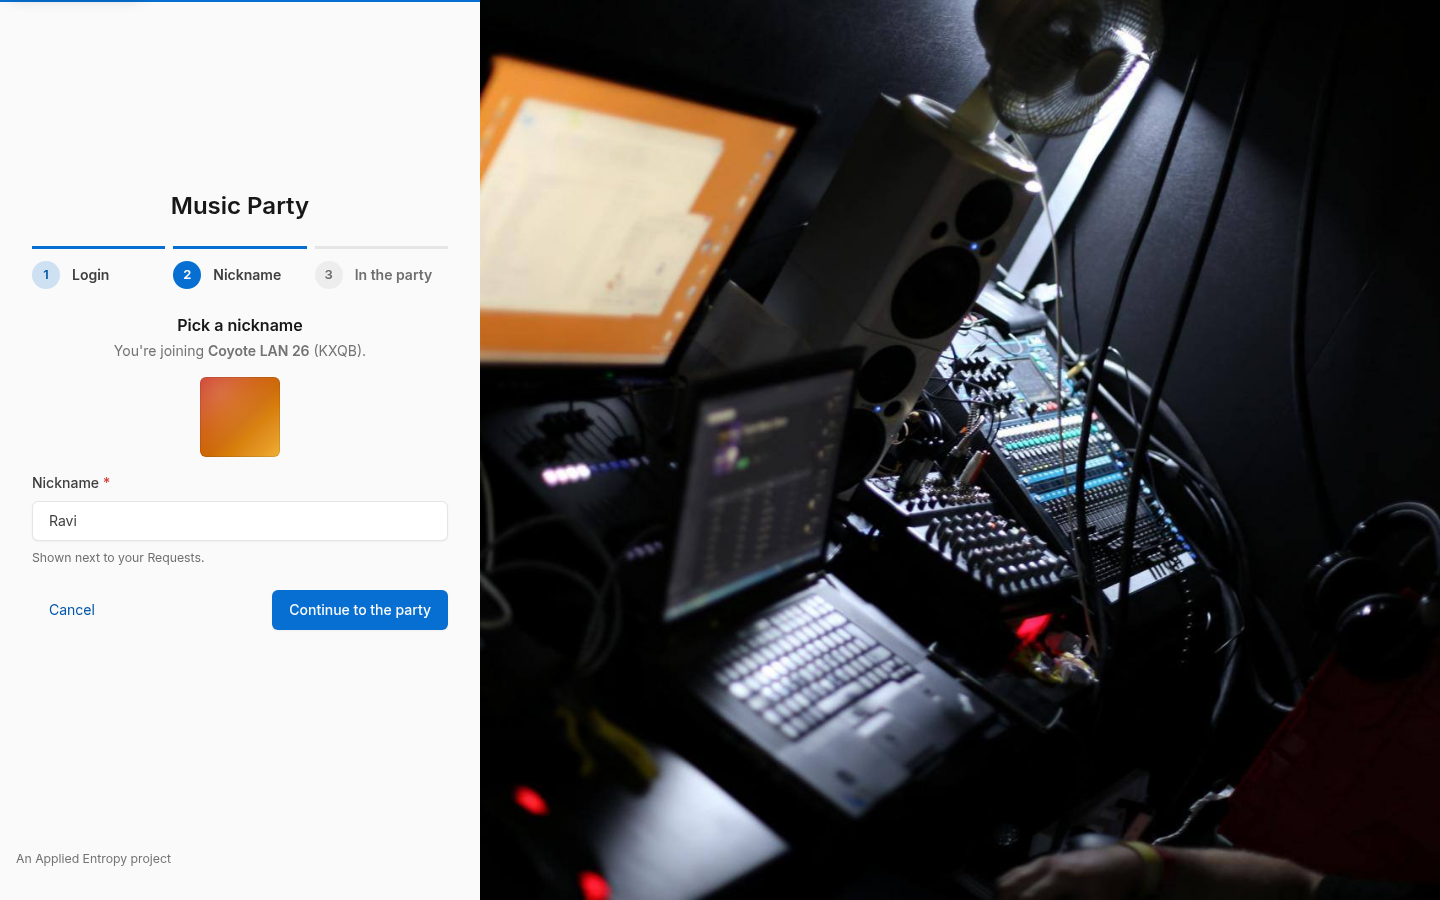 Music Party
1 Login
2 Nickname
3 In the party
Pick a nickname
You're joining Coyote LAN 26 (KXQB).
Nickname *
Ravi
Shown next to your Requests.
Cancel
Continue to the party
An Applied Entropy project